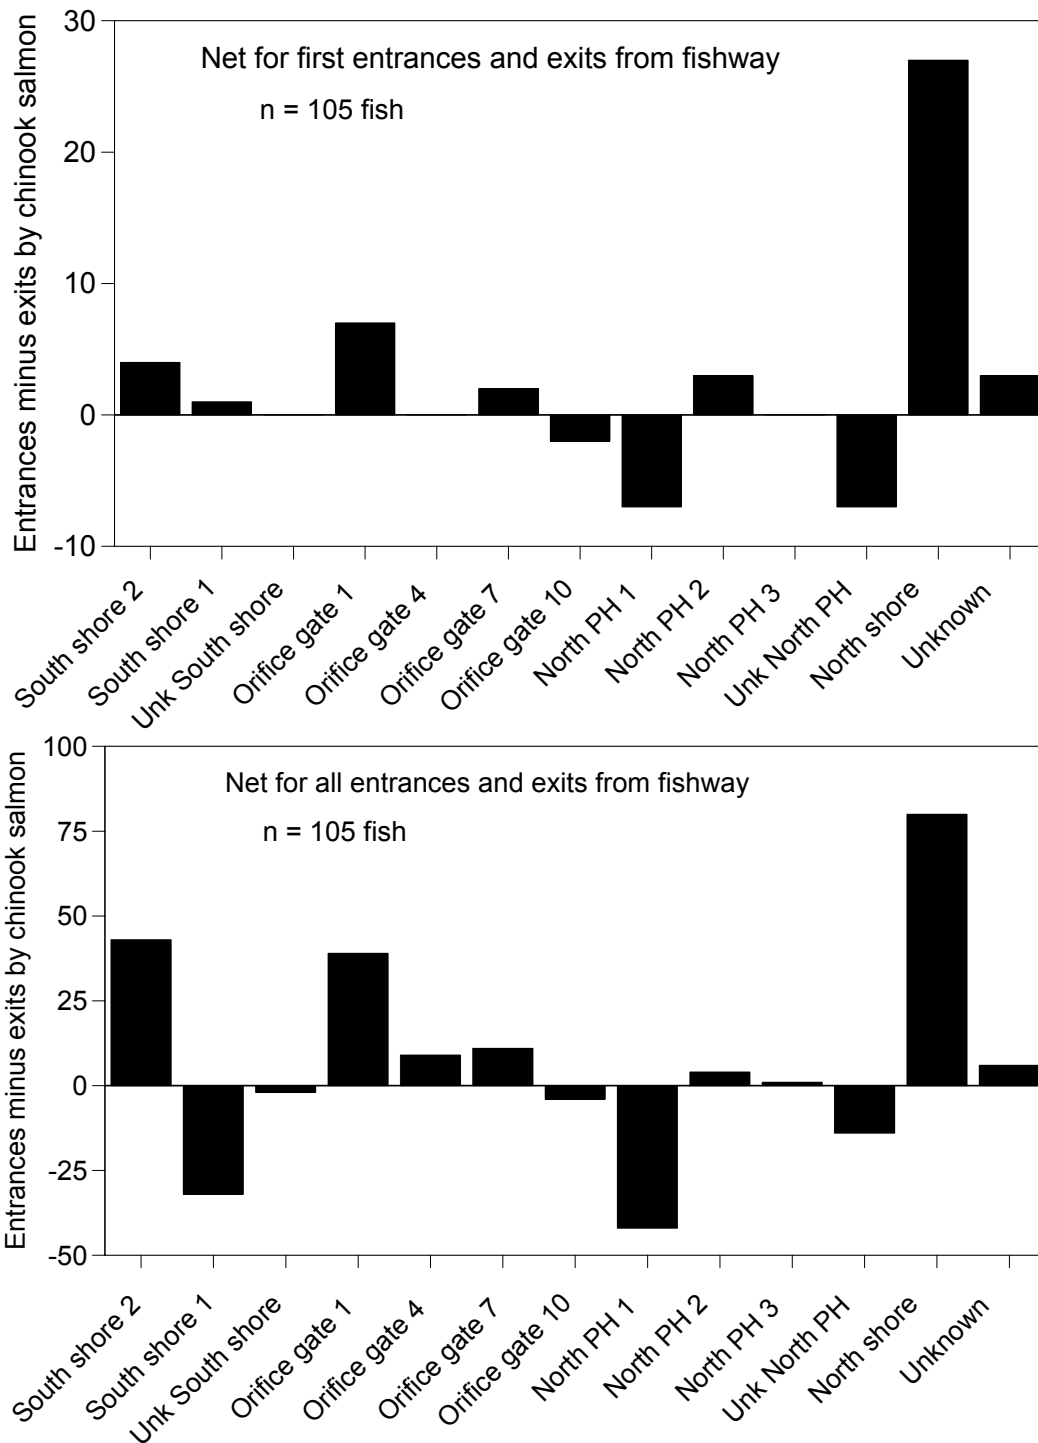 Net for first entrances and exits from fishway
n = 105 fish
Entrances minus exits by chinook salmon
30
20
10
0
-10
South shore 2
South shore 1
Unk South shore
Orifice gate 1
Orifice gate 4
Orifice gate 7
Orifice gate 10
North PH 1
North PH 2
North PH 3
Unk North PH
North shore
Unknown
Net for all entrances and exits from fishway
n = 105 fish
Entrances minus exits by chinook salmon
100
75
50
25
0
-25
-50
South shore 2
South shore 1
Unk South shore
Orifice gate 1
Orifice gate 4
Orifice gate 7
Orifice gate 10
North PH 1
North PH 2
North PH 3
Unk North PH
North shore
Unknown